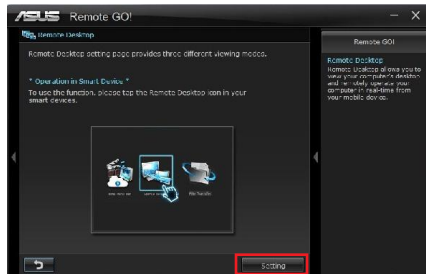 ASUS Remote GO!
Remote Desktop
Remote Desktop setting page provides three different viewing modes.
* Operation in Smart Device *
To use the function, please tap the Remote Desktop icon in your
smart devices.
File Transfer
Setting
Remote GO!
Remote Desktop
Remote Desktop allows you to
view your computer's desktop
and remotely operate your
computer in real-time from
your mobile device.